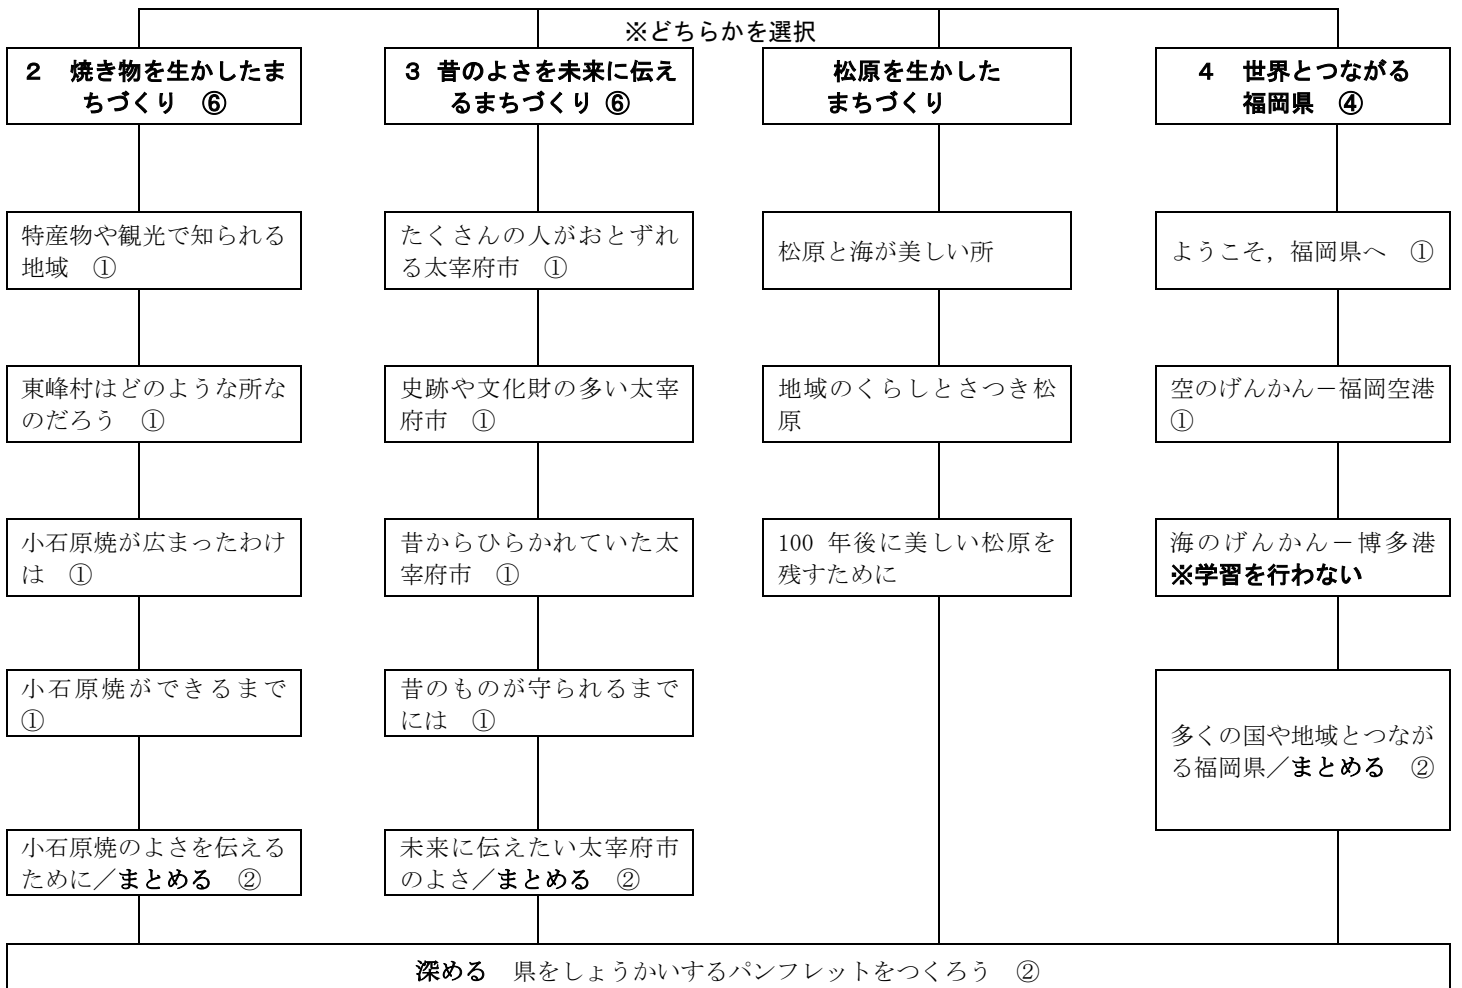 ※どちらかを選択
２　焼き物を生かしたま
ちづくり　⑥
特産物や観光で知られる
地域　①
東峰村はどのような所な
のだろう　①
小石原焼が広まったわけ
は　①
小石原焼ができるまで
①
小石原焼のよさを伝える
ために／まとめる　②
３ 昔のよさを未来に伝え
るまちづくり ⑥
たくさんの人がおとずれ
る太宰府市　①
史跡や文化財の多い太宰
府市　①
昔からひらかれていた太
宰府市　①
昔のものが守られるまで
には　①
未来に伝えたい太宰府市
のよさ／まとめる　②
松原を生かした
まちづくり
松原と海が美しい所
地域のくらしとさつき松
原
100 年後に美しい松原を
残すために
４　世界とつながる
福岡県　④
ようこそ，福岡県へ　①
空のげんかん－福岡空港
①
海のげんかん－博多港
※学習を行わない
多くの国や地域とつなが
る福岡県／まとめる　②
深める　県をしょうかいするパンフレットをつくろう　②